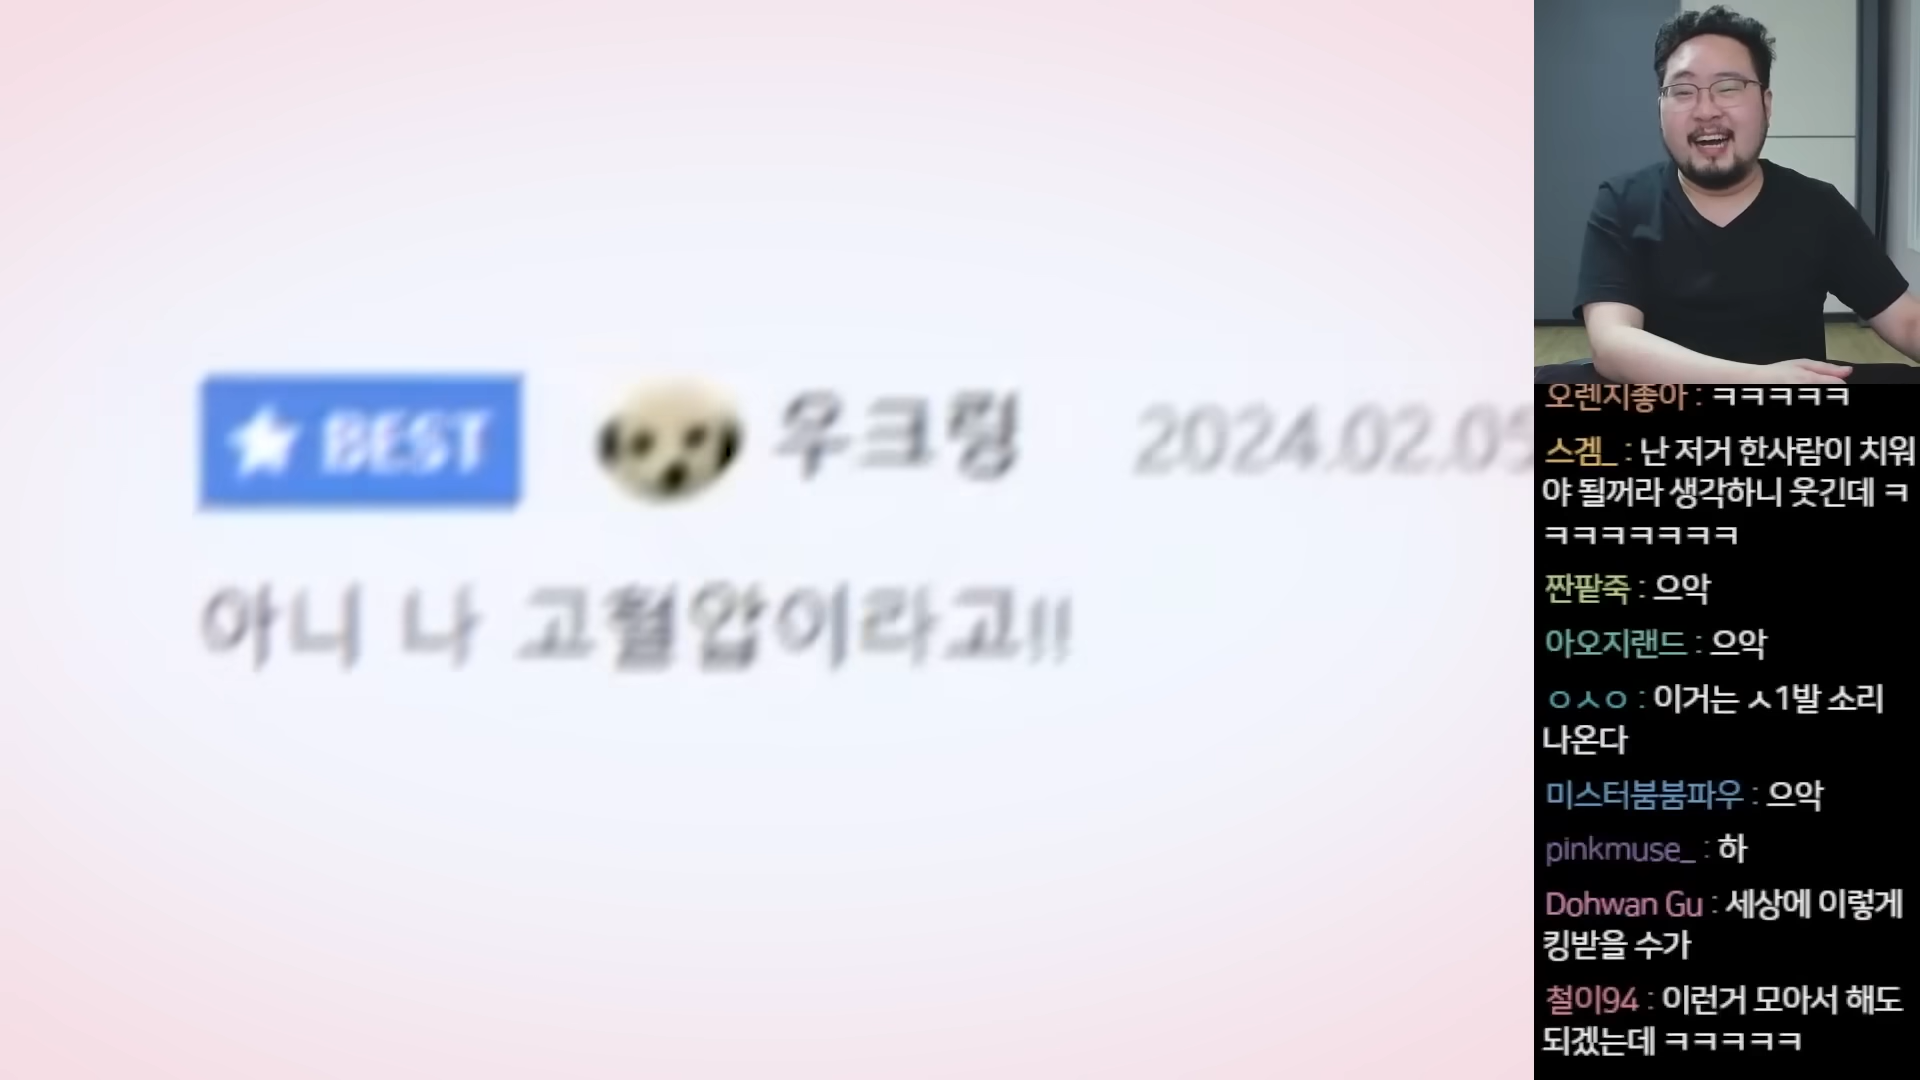 ★ BEST 우크링 2024.02.05
아니 나 고혈압이라고!!
오렌지좋아 : ㅋㅋㅋㅋㅋ
스겜_ : 난 저거 한사람이 치워
야 될꺼라 생각하니 웃긴데 ㅋ
ㅋㅋㅋㅋㅋㅋㅋ
짠팥죽 : 으악
아오지랜드 : 으악
ㅇㅅㅇ : 이거는 ㅅ1발 소리
나온다
미스터붐붐파우 : 으악
pinkmuse_ : 하
Dohwan Gu : 세상에 이렇게
킹받을 수가
철이94 : 이런거 모아서 해도
되겠는데 ㅋㅋㅋㅋㅋ